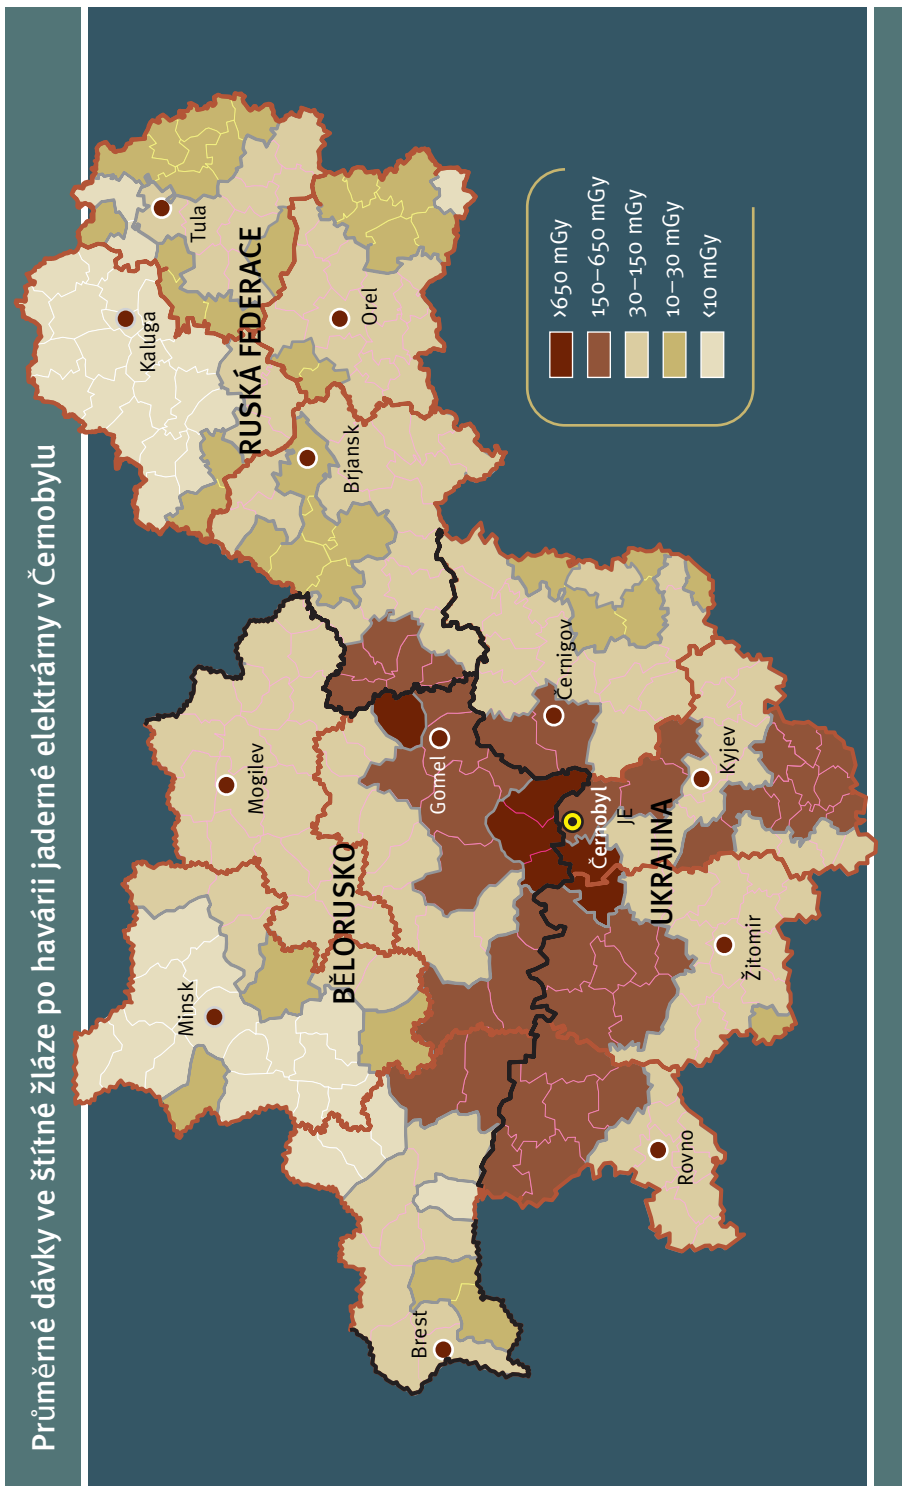 Průměrné dávky ve štítné žláze po havárii jaderné elektrárny v Černobylu
Kaluga
Tula
RUSKÁ FEDERACE
Orel
Brjansk
Minsk
Mogilev
BĚLORUSKO
Gomel
Brest
Černigov
Černobyl
JE
UKRAJINA
Kyjev
Žitomir
Rovno
>650 mGy
150–650 mGy
30–150 mGy
10–30 mGy
<10 mGy